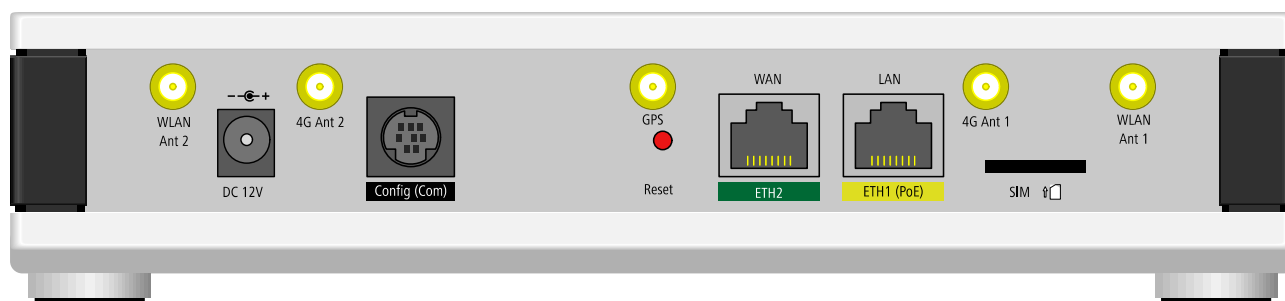 WLAN
Ant 2
DC 12V
4G Ant 2
Config (Com)
GPS
Reset
WAN
ETH2
LAN
ETH1 (PoE)
4G Ant 1
SIM
WLAN
Ant 1